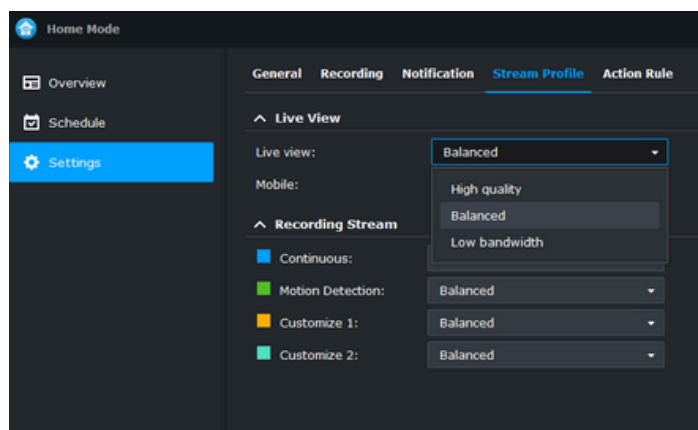 Home Mode
Overview
Schedule
Settings
General Recording Notification Stream Profile Action Rule
Live View
Live view: Balanced
Mobile:
High quality
Balanced
Low bandwidth
Recording Stream
Continuous:
Motion Detection: Balanced
Customize 1: Balanced
Customize 2: Balanced